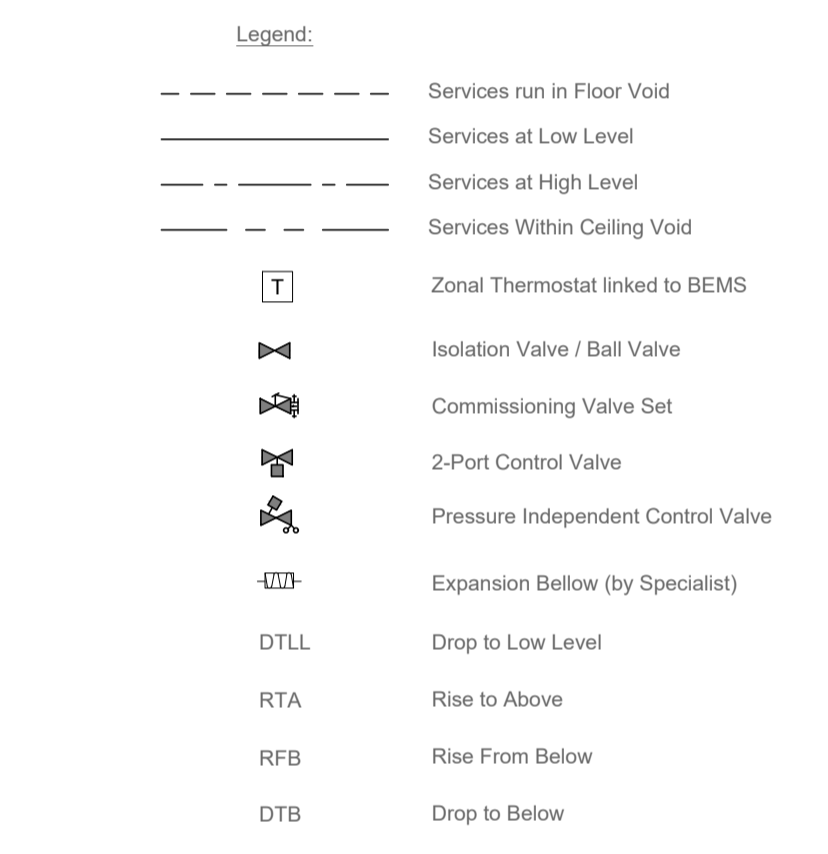 Legend:
Services run in Floor Void
Services at Low Level
Services at High Level
Services Within Ceiling Void
T Zonal Thermostat linked to BEMS
Isolation Valve / Ball Valve
Commissioning Valve Set
2-Port Control Valve
Pressure Independent Control Valve
Expansion Bellow (by Specialist)
DTLL Drop to Low Level
RTA Rise to Above
RFB Rise From Below
DTB Drop to Below